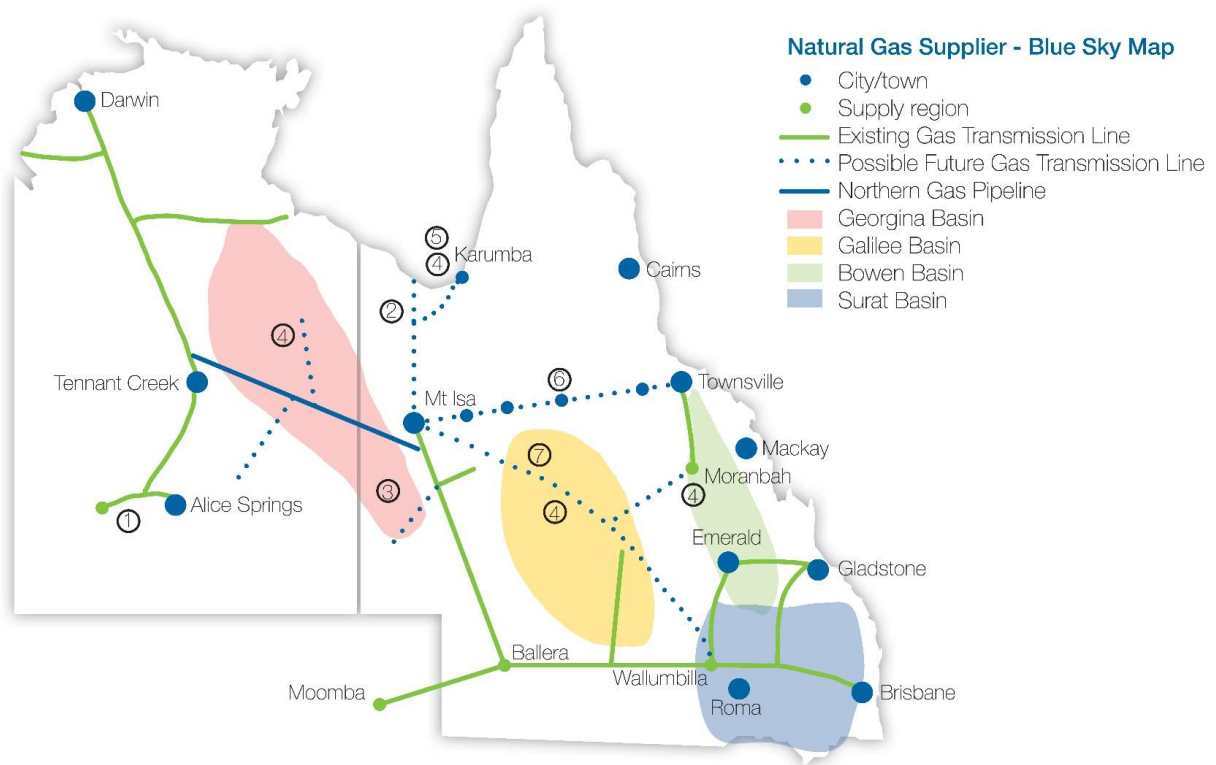 Natural Gas Supplier - Blue Sky Map
City/town
Supply region
Existing Gas Transmission Line
Possible Future Gas Transmission Line
Northern Gas Pipeline
Georgina Basin
Galilee Basin
Bowen Basin
Surat Basin
Darwin
5
4 Karumba
Cairns
2
4
Tennant Creek
6
Townsville
Mt Isa
7
Mackay
Moranbah
3
4
4
Alice Springs
1
Emerald
Gladstone
Ballera
Wallumbilla
Moomba
Roma
Brisbane